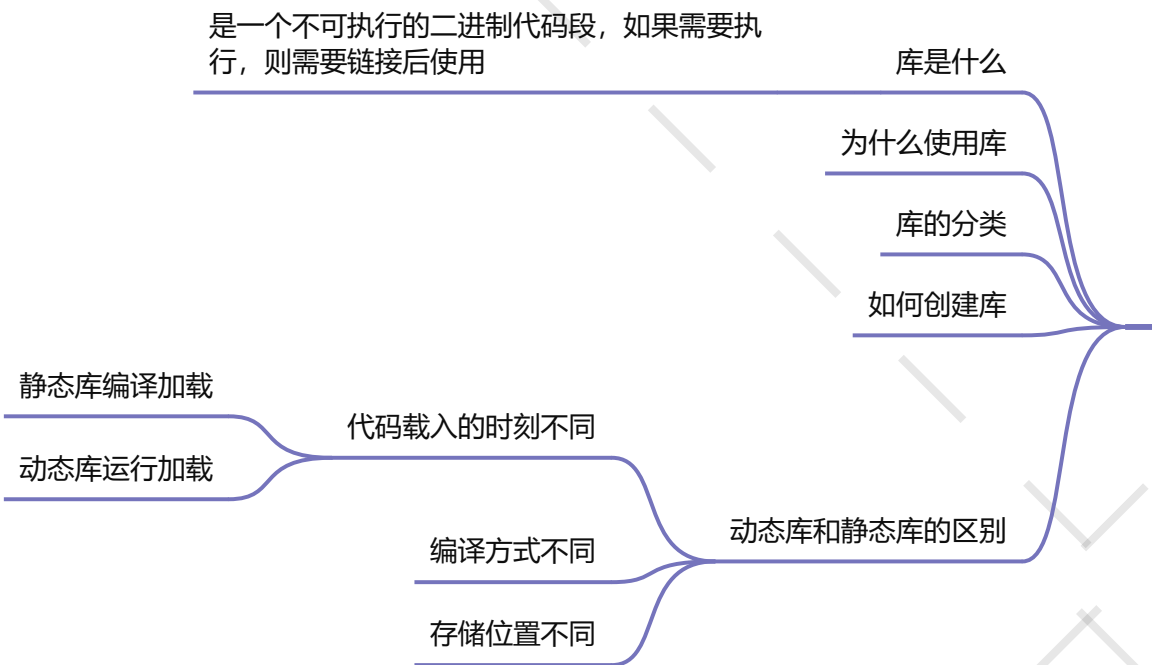 是一个不可执行的二进制代码段，如果需要执
行，则需要链接后使用
库是什么
为什么使用库
库的分类
如何创建库
静态库编译加载
代码载入的时刻不同
动态库运行加载
动态库和静态库的区别
编译方式不同
存储位置不同